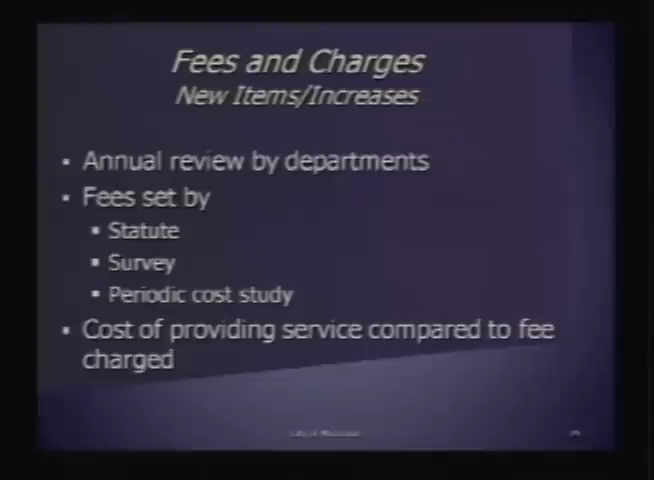 Fees and Charges
New Items/Increases
▪ Annual review by departments
▪ Fees set by
▪ Statute
▪ Survey
▪ Periodic cost study
▪ Cost of providing service compared to fee
charged